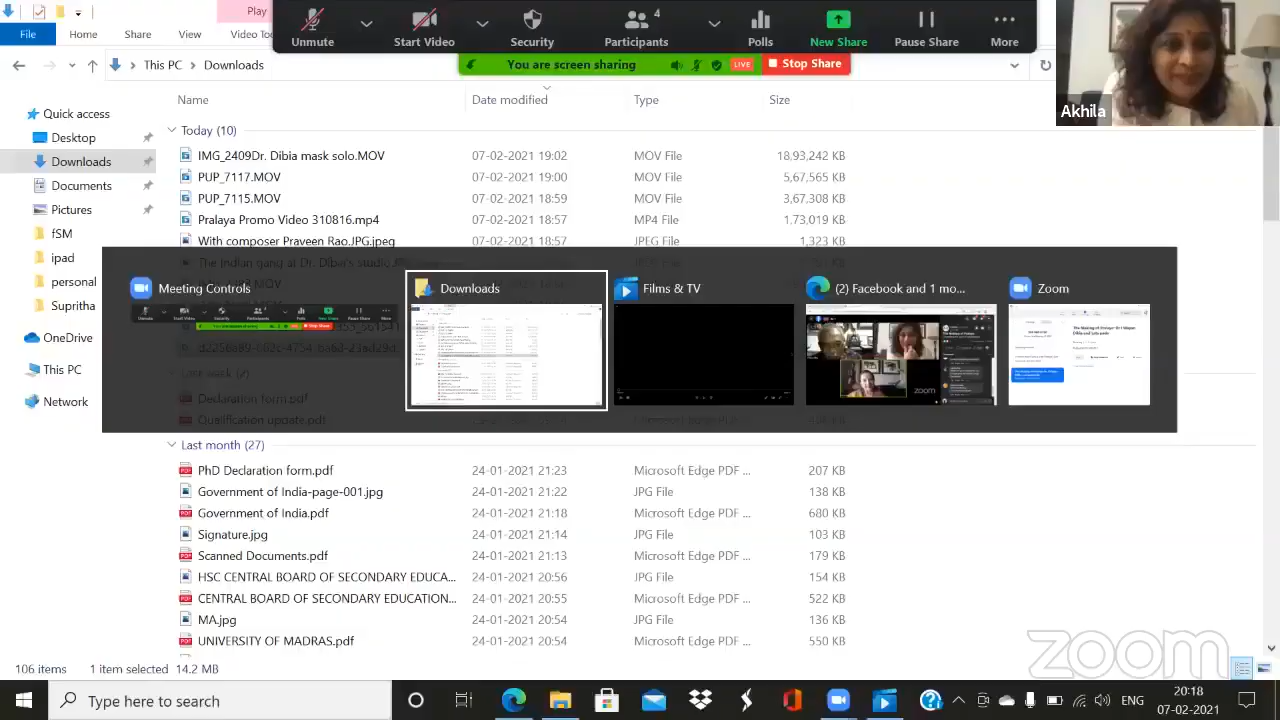 Play
File
Home
Share
View
Video Too
Unmute
Start Video
Security
4
Participants
Polls
New Share
Pause Share
More
You are screen sharing
LIVE
Stop Share
This PC
Downloads
Akhila
Name
Date modified
Type
Size
Quick access
Desktop
Downloads
Documents
Pictures
fSM
ipad
personal
Supritha
OneDrive
This PC
Network
Today (10)
IMG_2409Dr. Dibia mask solo.MOV 07-02-2021 19:02 MOV File 18,93,242 KB
PUP_7117.MOV 07-02-2021 19:00 MOV File 5,67,565 KB
PUP_7115.MOV 07-02-2021 18:59 MOV File 3,67,308 KB
Pralaya Promo Video 310816.mp4 07-02-2021 18:57 MP4 File 1,73,019 KB
With composer Praveen Rao.JPG.jpeg 07-02-2021 18:57 JPEG File 1,323 KB
The Indian gang at Dr. Dibia's studio
Meeting Controls
Downloads
Films & TV
(2) Facebook and 1 mo...
Zoom
zoom
Qualification update.pdf
Last month (27)
PhD Declaration form.pdf 24-01-2021 21:23 Microsoft Edge PDF ... 207 KB
Government of India-page-001.jpg 24-01-2021 21:22 JPG File 138 KB
Government of India.pdf 24-01-2021 21:18 Microsoft Edge PDF ... 680 KB
Signature.jpg 24-01-2021 21:14 JPG File 103 KB
Scanned Documents.pdf 24-01-2021 21:13 Microsoft Edge PDF ... 179 KB
HSC CENTRAL BOARD OF SECONDARY EDUCA... 24-01-2021 20:56 JPG File 154 KB
CENTRAL BOARD OF SECONDARY EDUCATION... 24-01-2021 20:55 Microsoft Edge PDF ... 522 KB
MA.jpg 24-01-2021 20:54 JPG File 136 KB
UNIVERSITY OF MADRAS.pdf 24-01-2021 20:54 Microsoft Edge PDF ... 550 KB
106 items
1 item selected 14.2 MB
zoom
Type here to search
ENG
20:18
07-02-2021